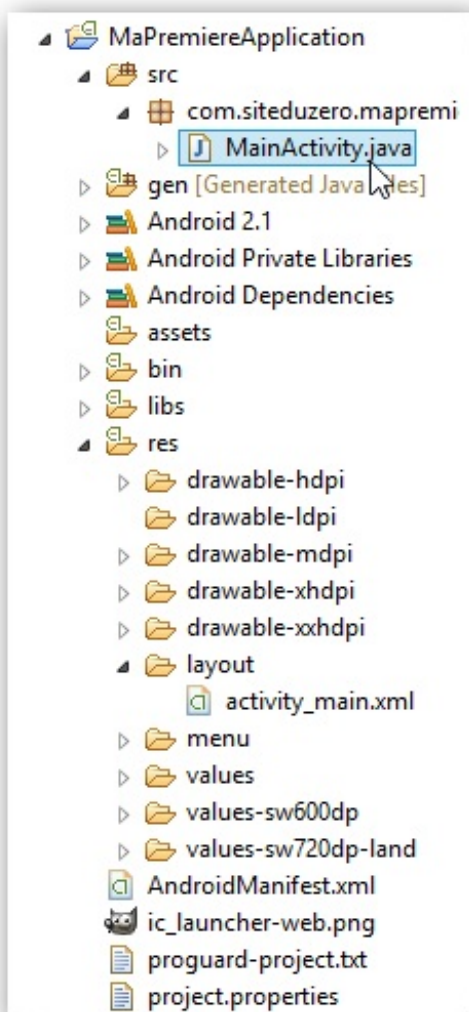 MaPremiereApplication
src
com.siteduzero.mapremi
MainActivity.java
gen [Generated Java
Android 2.1
Android Private Libraries
Android Dependencies
assets
bin
libs
res
drawable-hdpi
drawable-ldpi
drawable-mdpi
drawable-xhdpi
drawable-xxhdpi
layout
activity_main.xml
menu
values
values-sw600dp
values-sw720dp-land
AndroidManifest.xml
ic_launcher-web.png
proguard-project.txt
project.properties